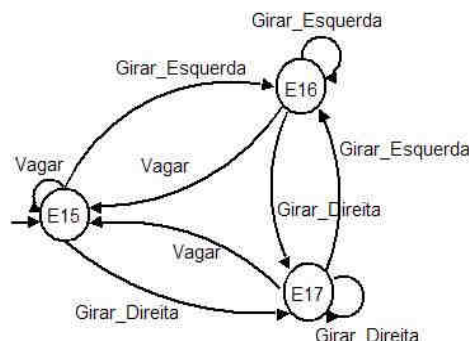 Girar_Esquerda
Girar_Esquerda
E16
Vagar
Vagar
Girar_Esquerda
E15
Girar_Direita
Vagar
E17
Girar_Direita
Girar_Direita